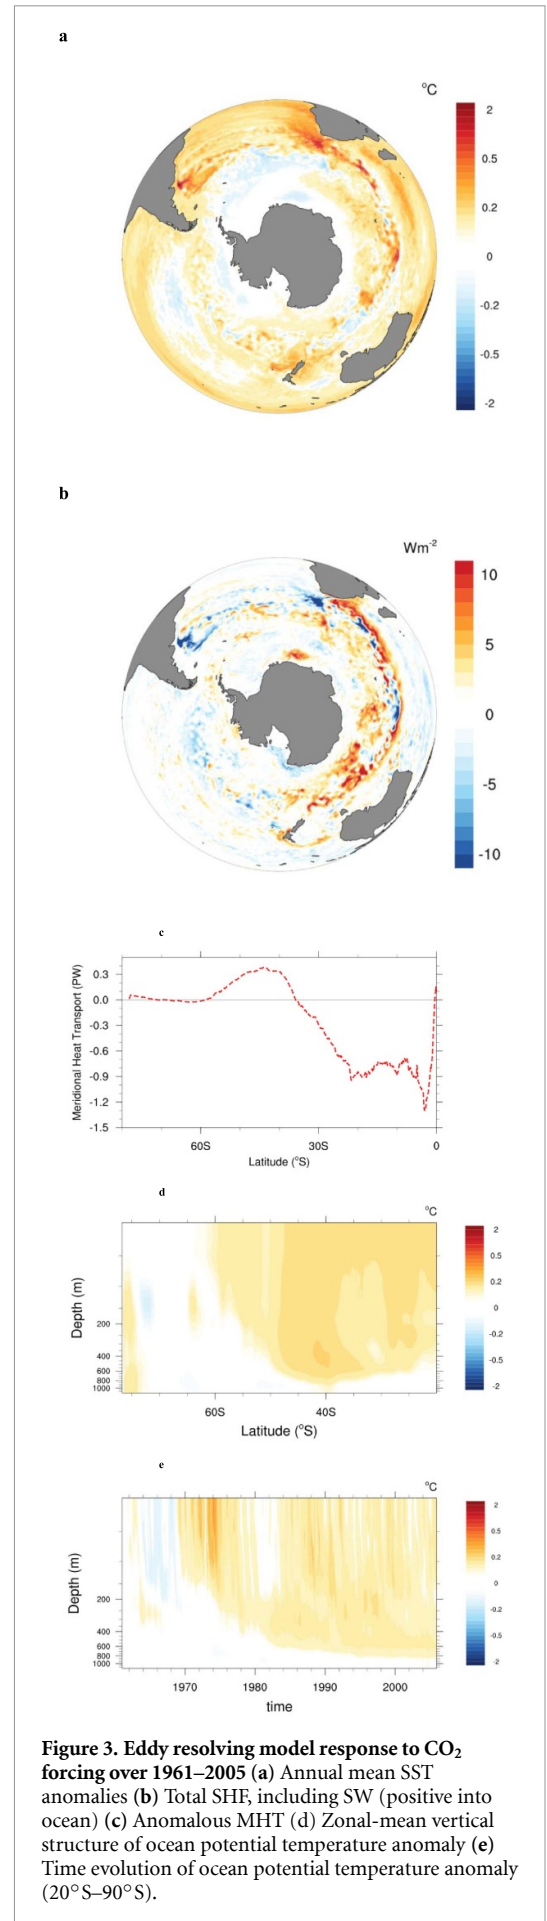 a
°C
2
0.5
0.2
0
-0.2
-0.5
-2
b
Wm-2
10
5
0
-5
-10
c
Meridional Heat Transport (PW)
0.3
0.0
-0.3
-0.6
-0.9
-1.2
-1.5
60S 30S 0
Latitude (°S)
d
°C
Depth (m)
200
400
600
800
1000
60S 40S
Latitude (°S)
2
0.5
0.2
0
-0.2
-0.5
-2
e
°C
Depth (m)
200
400
600
800
1000
1970 1980 1990 2000
time
2
0.5
0.2
0
-0.2
-0.5
-2
Figure 3. Eddy resolving model response to CO2
forcing over 1961–2005 (a) Annual mean SST
anomalies (b) Total SHF, including SW (positive into
ocean) (c) Anomalous MHT (d) Zonal-mean vertical
structure of ocean potential temperature anomaly (e)
Time evolution of ocean potential temperature anomaly
(20°S–90°S).